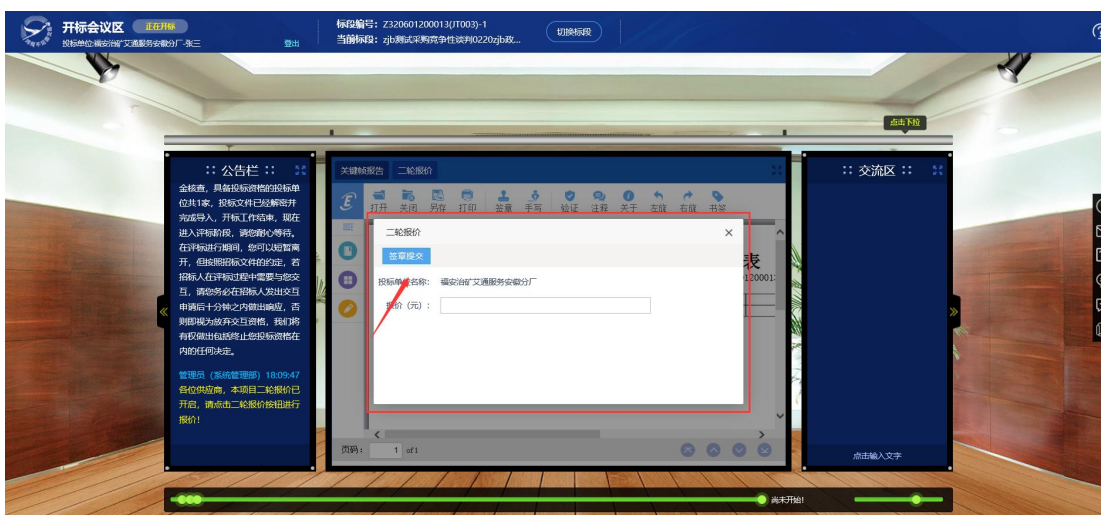 开标会议区 正在开标
投标单位:福安治矿艾通服务安徽分厂-张三 登出
标段编号：Z320601200013(JT003)-1
当前标段：zjb测试采购竞争性谈判0220zjb政...
切换标段
点击下拉
:: 公告栏 ::
金核查，具备投标资格的投标单
位共1家，投标文件已经解密并
完成导入，开标工作结束，现在
进入评标阶段，请您耐心等待。
在评标进行期间，您可以短暂离
开，但按照招标文件的约定，若
招标人在评标过程中需要与您交
互，请您务必在招标人发出交互
申请后十分钟之内做出响应，否
则即视为放弃交互资格，我们将
有权做出包括终止您投标资格在
内的任何决定。
管理员（系统管理部）18:09:47
各位供应商，本项目二轮报价已
开启，请点击二轮报价按钮进行
报价！
关键帧报告 二轮报价
打开 关闭 另存 打印 签章 手写 验证 注释 关于 左旋 右旋 书签
表
二轮报价 ×
签章提交
投标单位名称： 福安治矿艾通服务安徽分厂
报价（元）：
页码： 1 of 1
:: 交流区 ::
点击输入文字
尚未开始!